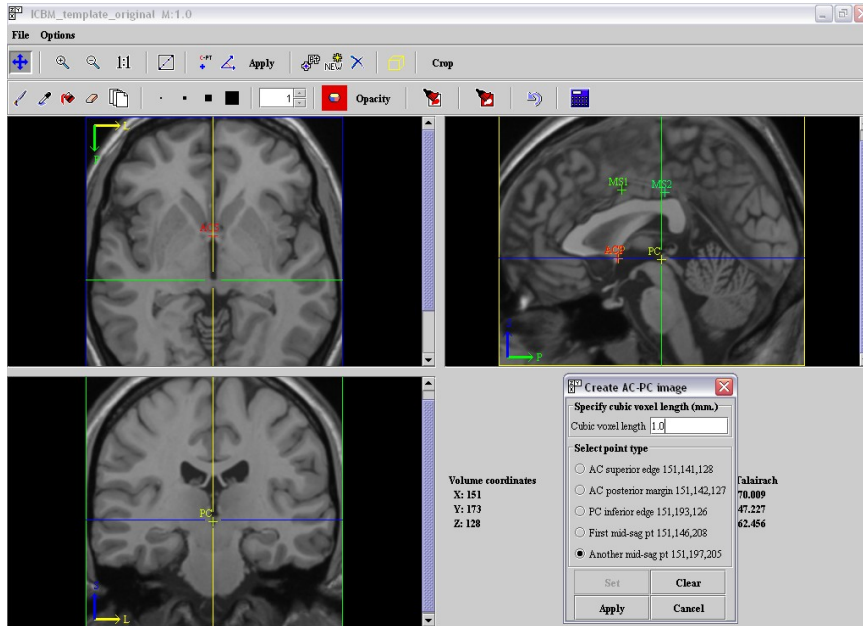 ICBM_template_original M:1.0
File Options
1:1 C-PT Apply NEW Crop
1 Opacity
L
P
ACS
MS1 MS2
ACP PC
P
PC
L
Create AC-PC image
Specify cubic voxel length (mm.)
Cubic voxel length 1.0
Select point type
AC superior edge 151,141,128
AC posterior margin 151,142,127
PC inferior edge 151,193,126
First mid-sag pt 151,146,208
Another mid-sag pt 151,197,205
Set Clear
Apply Cancel
Volume coordinates
X: 151
Y: 173
Z: 128
Talairach
70.009
47.227
62.456